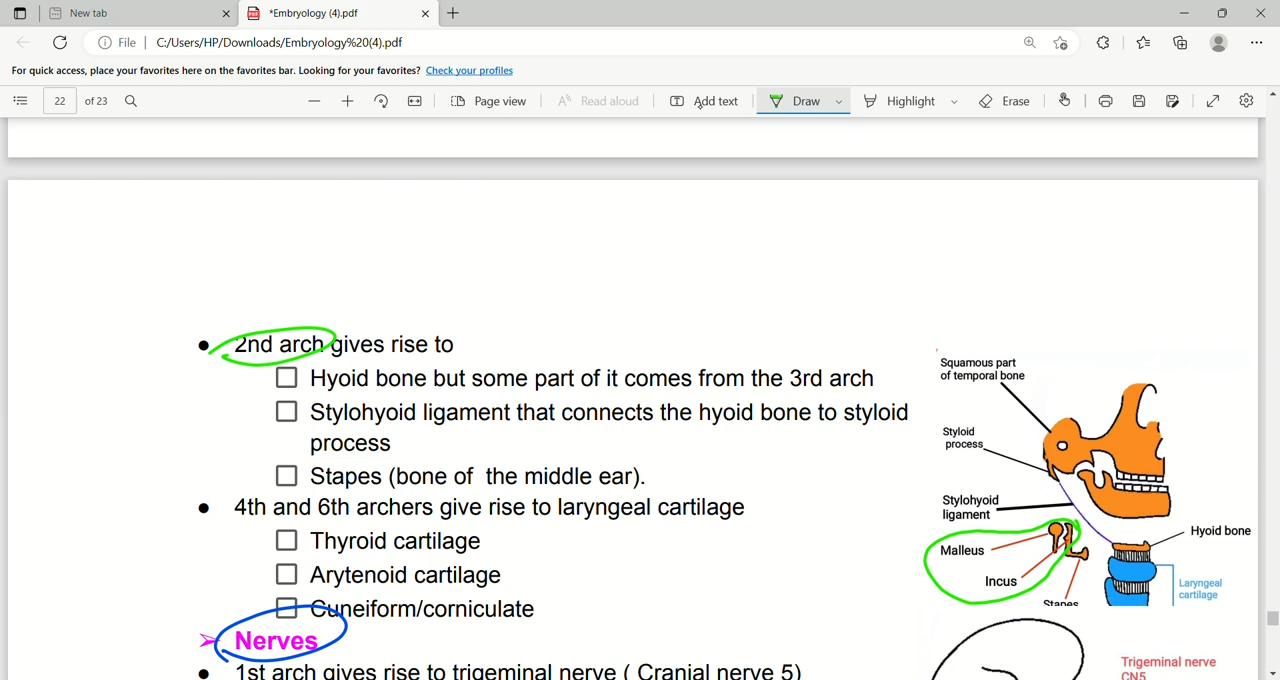 New tab
*Embryology (4).pdf
File
C:/Users/HP/Downloads/Embryology%20(4).pdf
For quick access, place your favorites here on the favorites bar. Looking for your favorites? Check your profiles
22 of 23
Page view
Read aloud
Add text
Draw
Highlight
Erase
2nd arch gives rise to
Hyoid bone but some part of it comes from the 3rd arch
Stylohyoid ligament that connects the hyoid bone to styloid
process
Stapes (bone of the middle ear).
4th and 6th archers give rise to laryngeal cartilage
Thyroid cartilage
Arytenoid cartilage
Cuneiform/corniculate
Nerves
1st arch gives rise to trigeminal nerve ( Cranial nerve 5)
Squamous part
of temporal bone
Styloid
process
Stylohyoid
ligament
Hyoid bone
Malleus
Incus
Stapes
Laryngeal
cartilage
Trigeminal nerve
CN5